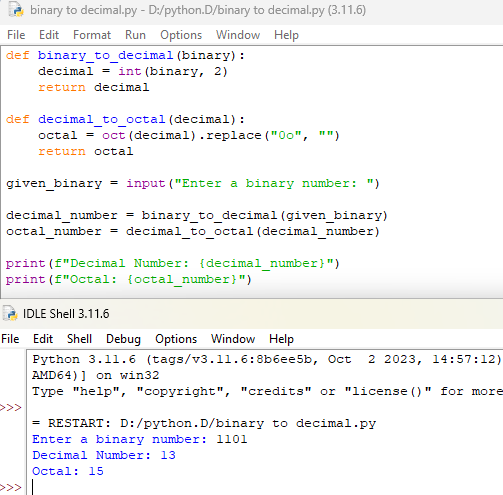 binary to decimal.py - D:/python.D/binary to decimal.py (3.11.6)
File Edit Format Run Options Window Help
def binary_to_decimal(binary):
    decimal = int(binary, 2)
    return decimal
def decimal_to_octal(decimal):
    octal = oct(decimal).replace("0o", "")
    return octal
given_binary = input("Enter a binary number: ")
decimal_number = binary_to_decimal(given_binary)
octal_number = decimal_to_octal(decimal_number)
print(f"Decimal Number: {decimal_number}")
print(f"Octal: {octal_number}")
IDLE Shell 3.11.6
File Edit Shell Debug Options Window Help
Python 3.11.6 (tags/v3.11.6:8b6ee5b, Oct  2 2023, 14:57:12)
AMD64)] on win32
Type "help", "copyright", "credits" or "license()" for more
>>>
= RESTART: D:/python.D/binary to decimal.py
Enter a binary number: 1101
Decimal Number: 13
Octal: 15
>>>